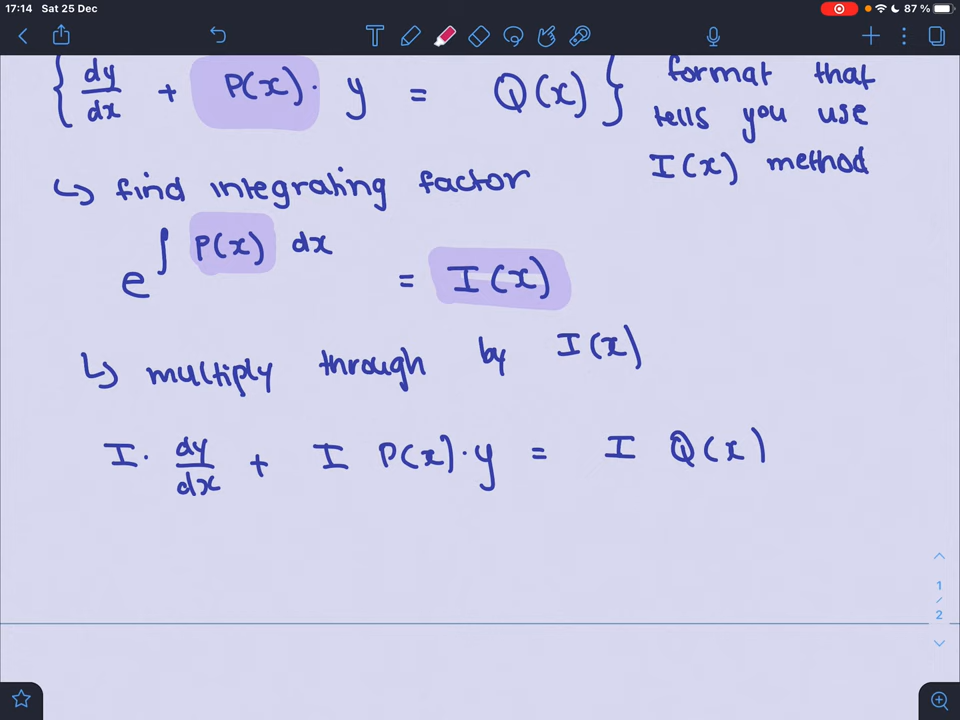 17:14 Sat 25 Dec 87 %
{ dy/dx + P(x) · y = Q(x) } format that
tells you use
I(x) method
↳ find integrating factor
e^∫ P(x) dx = I(x)
↳ multiply through by I(x)
I · dy/dx + I P(x) · y = I Q(x)
1
/
2